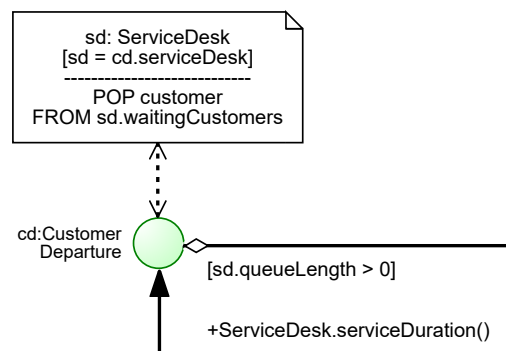 sd: ServiceDesk
[sd = cd.serviceDesk]
----------------------------
POP customer
FROM sd.waitingCustomers
cd:Customer
Departure
[sd.queueLength > 0]
+ServiceDesk.serviceDuration()